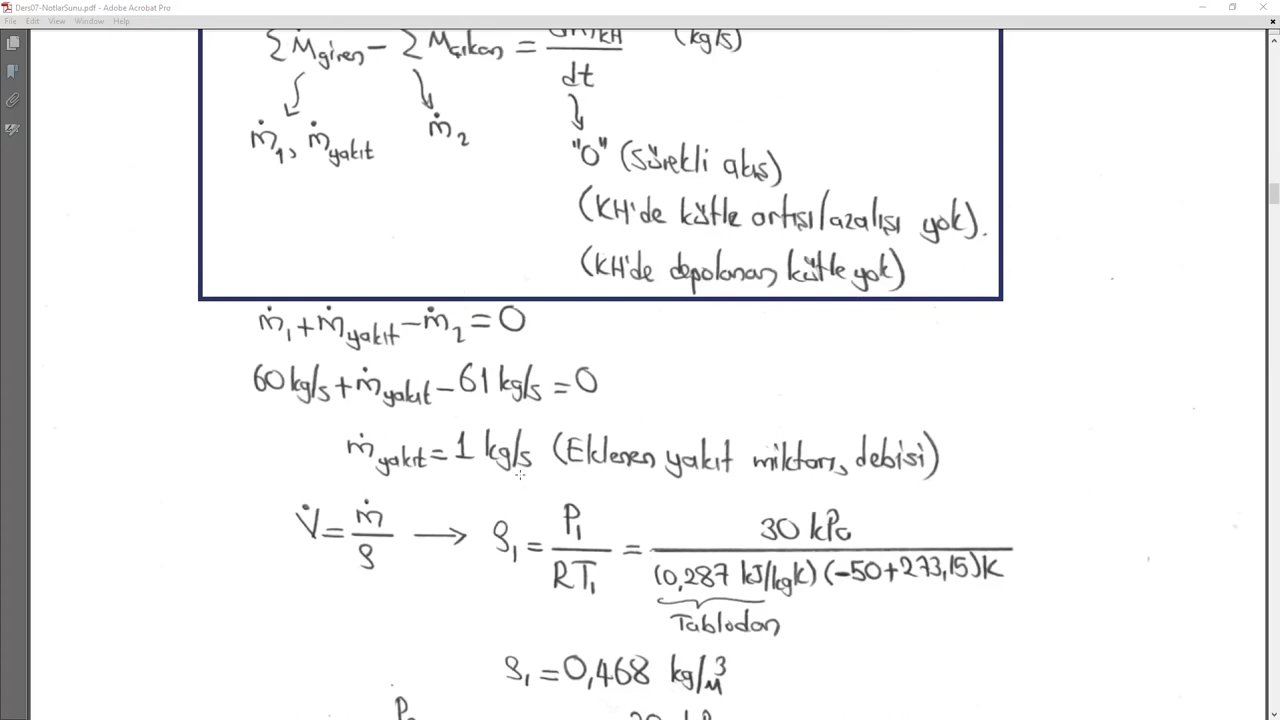 Ders07-NotlarSunu.pdf - Adobe Acrobat Pro
File Edit View Window Help
∑ṁgiren - ∑ṁçıkan = dmKH/dt (kg/s)
ṁ1, ṁyakıt ṁ2 "0" (Sürekli akış)
(KH'de kütle artışı/azalışı yok).
(KH'de depolanan kütle yok)
ṁ1 + ṁyakıt - ṁ2 = 0
60 kg/s + ṁyakıt - 61 kg/s = 0
ṁyakıt = 1 kg/s (Eklenen yakıt miktarı, debisi)
V̇ = ṁ/ρ → ρ1 = P1/RT1 = 30 kPa/(0,287 kJ/kgK)(-50+273,15)K
Tablodan
ρ1 = 0,468 kg/m³